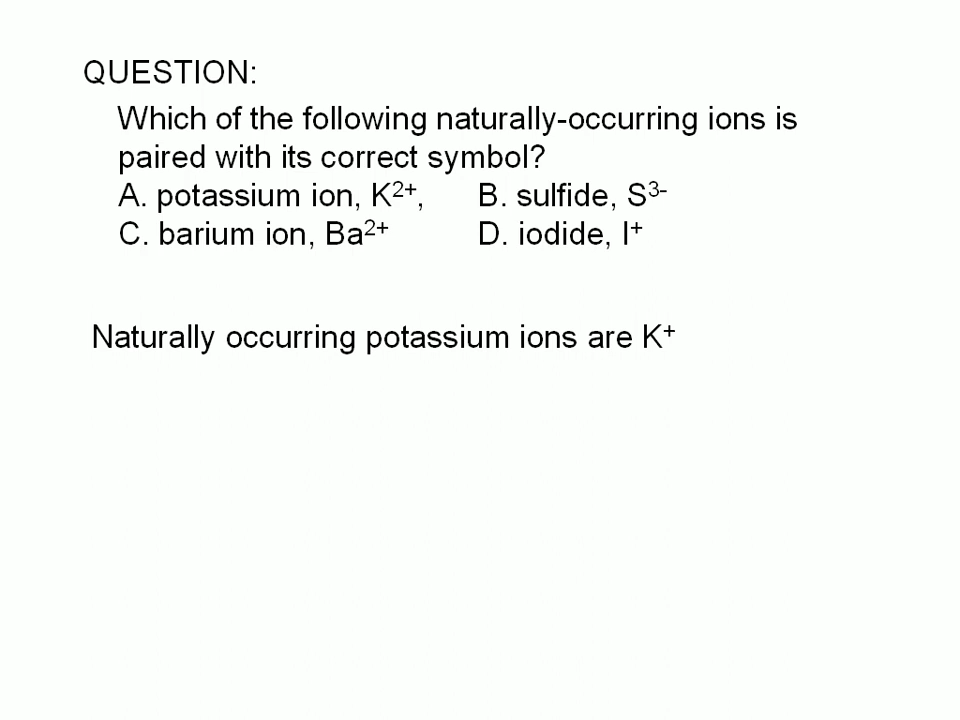 QUESTION:
Which of the following naturally-occurring ions is
paired with its correct symbol?
A. potassium ion, K²⁺, B. sulfide, S³⁻
C. barium ion, Ba²⁺ D. iodide, I⁺
Naturally occurring potassium ions are K⁺